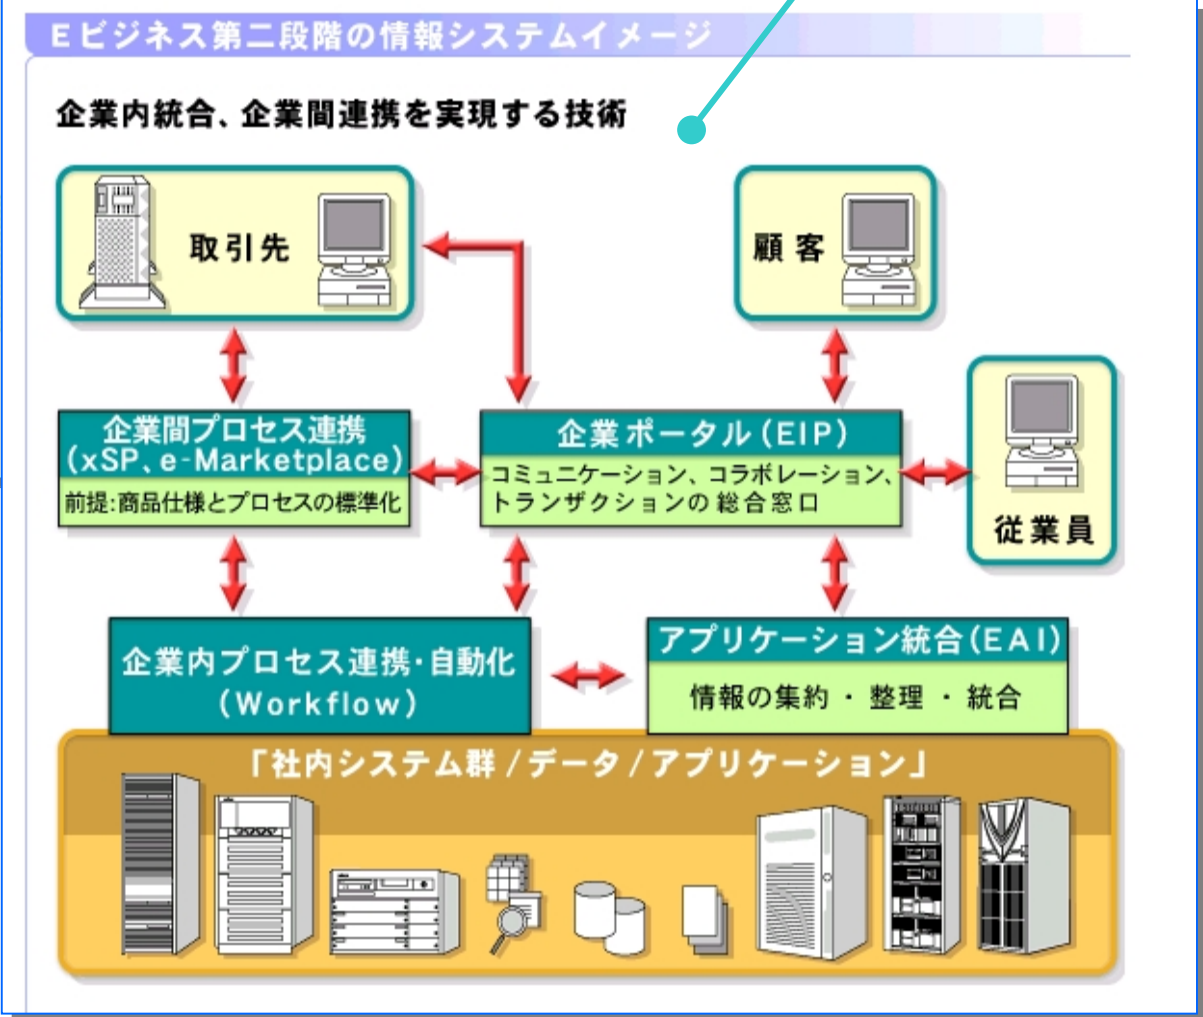 Eビジネス第二段階の情報システムイメージ
企業内統合、企業間連携を実現する技術
取引先
顧客
企業間プロセス連携
(xSP、e-Marketplace)
前提:商品仕様とプロセスの標準化
企業ポータル(EIP)
コミュニケーション、コラボレーション、
トランザクションの総合窓口
従業員
企業内プロセス連携・自動化
(Workflow)
アプリケーション統合(EAI)
情報の集約・整理・統合
「社内システム群/データ/アプリケーション」